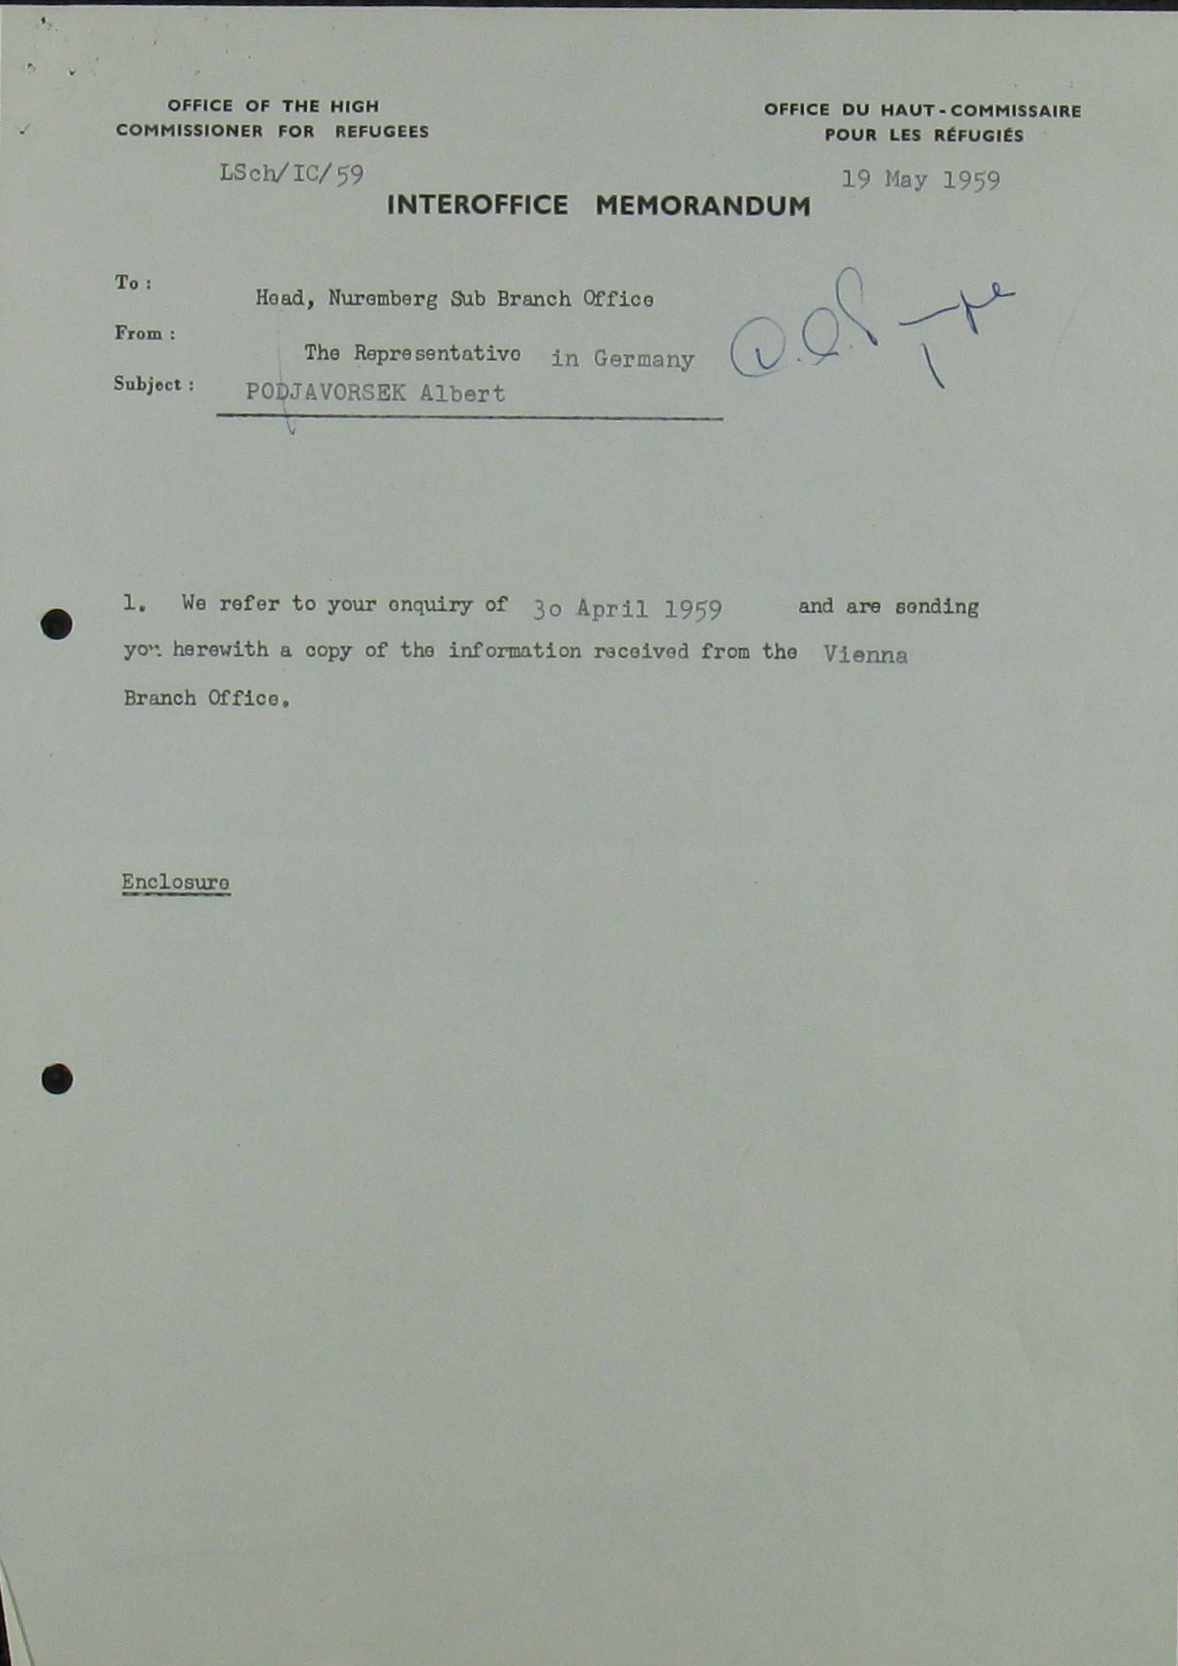 OFFICE OF THE HIGH
COMMISSIONER FOR REFUGEES
OFFICE DU HAUT-COMMISSAIRE
POUR LES RÉFUGIÉS
LSch/IC/59
19 May 1959
INTEROFFICE MEMORANDUM
To : Head, Nuremberg Sub Branch Office
From : The Representative in Germany
Subject : PODJAVORSEK Albert
1. We refer to your enquiry of 3o April 1959 and are sending
you herewith a copy of the information received from the Vienna
Branch Office.
Enclosure